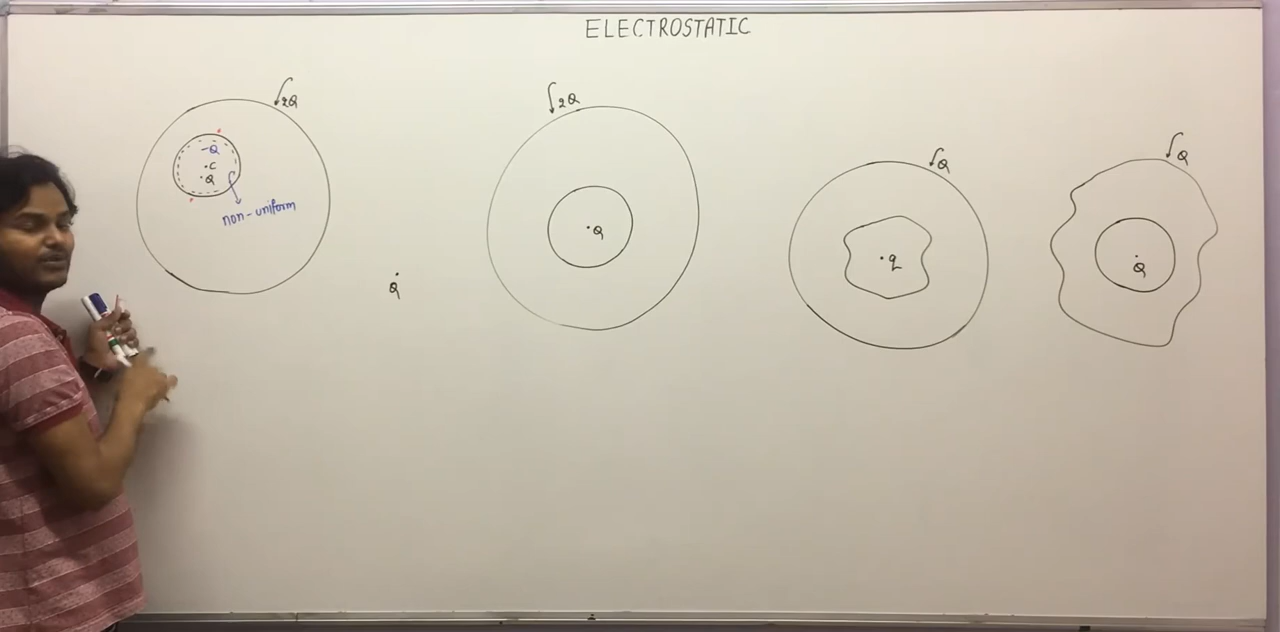 ELECTROSTATIC
2Q
-Q
.C
.Q
non-uniform
Q
2Q
.Q
Q
.q
Q
Q